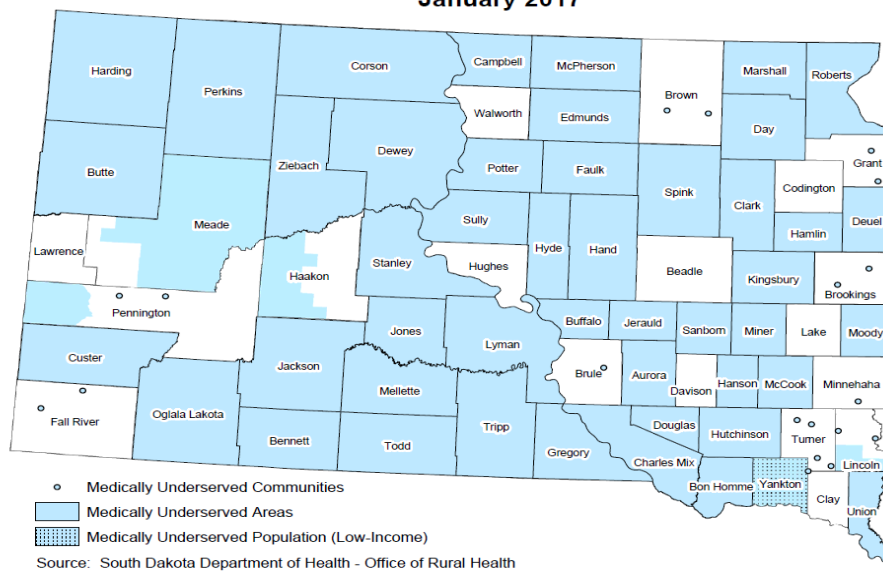 January 2017
Harding
Perkins
Corson
Campbell
McPherson
Brown
Marshall
Roberts
Walworth
Edmunds
Day
Butte
Ziebach
Dewey
Potter
Faulk
Spink
Grant
Codington
Clark
Deuel
Meade
Sully
Hyde
Hand
Hamlin
Lawrence
Haakon
Stanley
Hughes
Beadle
Kingsbury
Brookings
Pennington
Jones
Lyman
Buffalo
Jerauld
Sanborn
Miner
Lake
Moody
Custer
Jackson
Mellette
Brule
Aurora
Davison
Hanson
McCook
Minnehaha
Fall River
Oglala Lakota
Bennett
Todd
Tripp
Gregory
Douglas
Hutchinson
Turner
Charles Mix
Lincoln
Bon Homme
Yankton
Clay
Union
Medically Underserved Communities
Medically Underserved Areas
Medically Underserved Population (Low-Income)
Source: South Dakota Department of Health - Office of Rural Health